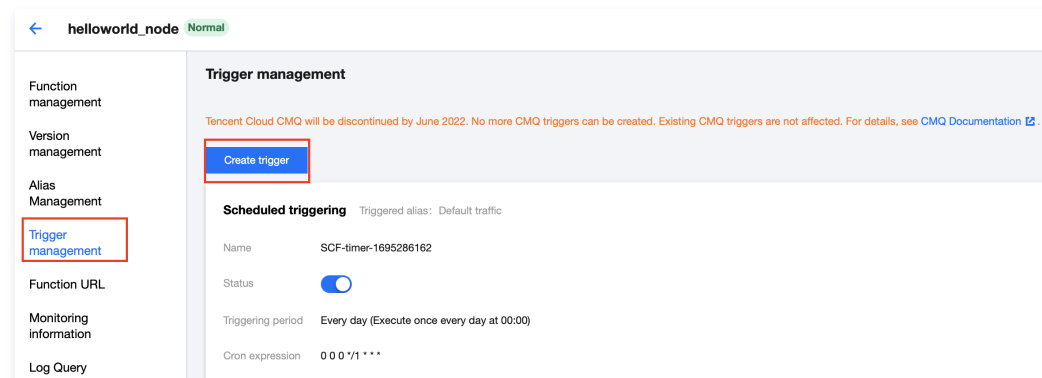 helloworld_node Normal
Function
management
Version
management
Alias
Management
Trigger
management
Function URL
Monitoring
information
Log Query
Trigger management
Tencent Cloud CMQ will be discontinued by June 2022. No more CMQ triggers can be created. Existing CMQ triggers are not affected. For details, see CMQ Documentation .
Create trigger
Scheduled triggering Triggered alias: Default traffic
Name SCF-timer-1695286162
Status
Triggering period Every day (Execute once every day at 00:00)
Cron expression 0 0 0 */1 * * *